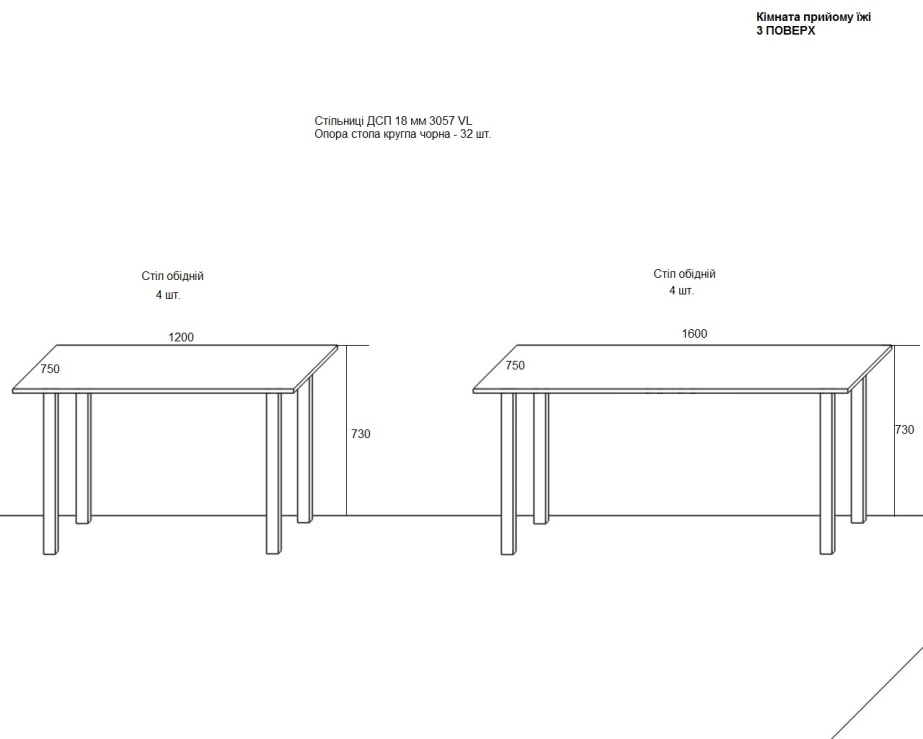 Кімната прийому їжі
3 ПОВЕРХ
Стільниці ДСП 18 мм 3057 VL
Опора стола кругла чорна - 32 шт.
Стіл обідній
4 шт.
1200
750
730
Стіл обідній
4 шт.
1600
750
730